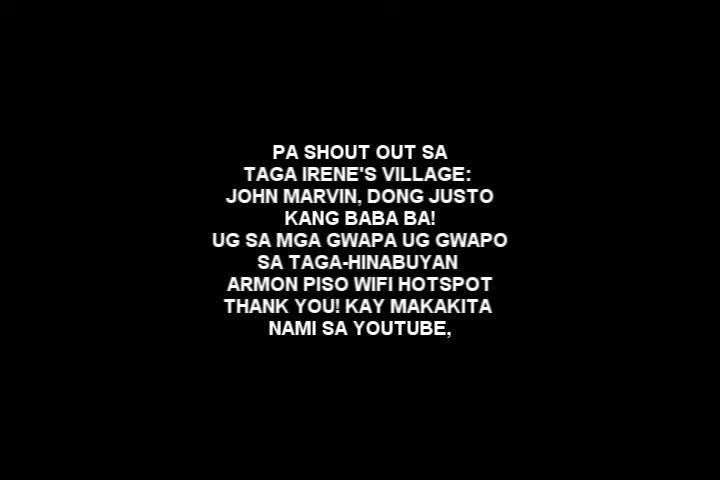 PA SHOUT OUT SA
TAGA IRENE'S VILLAGE:
JOHN MARVIN, DONG JUSTO
KANG BABA BA!
UG SA MGA GWAPA UG GWAPO
SA TAGA-HINABUYAN
ARMON PISO WIFI HOTSPOT
THANK YOU! KAY MAKAKITA
NAMI SA YOUTUBE,